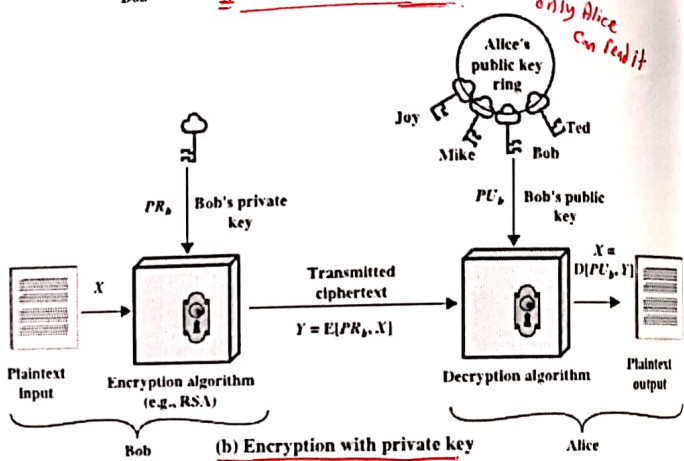 only Alice
can read it
Alice's
public key
ring
Joy
Mike
Bob
Ted
PR_b
Bob's private
key
PU_b
Bob's public
key
X
Transmitted
ciphertext
Y = E[PR_b, X]
X =
D[PU_b, Y]
Plaintext
input
Encryption algorithm
(e.g., RSA)
Decryption algorithm
Plaintext
output
Bob
(b) Encryption with private key
Alice